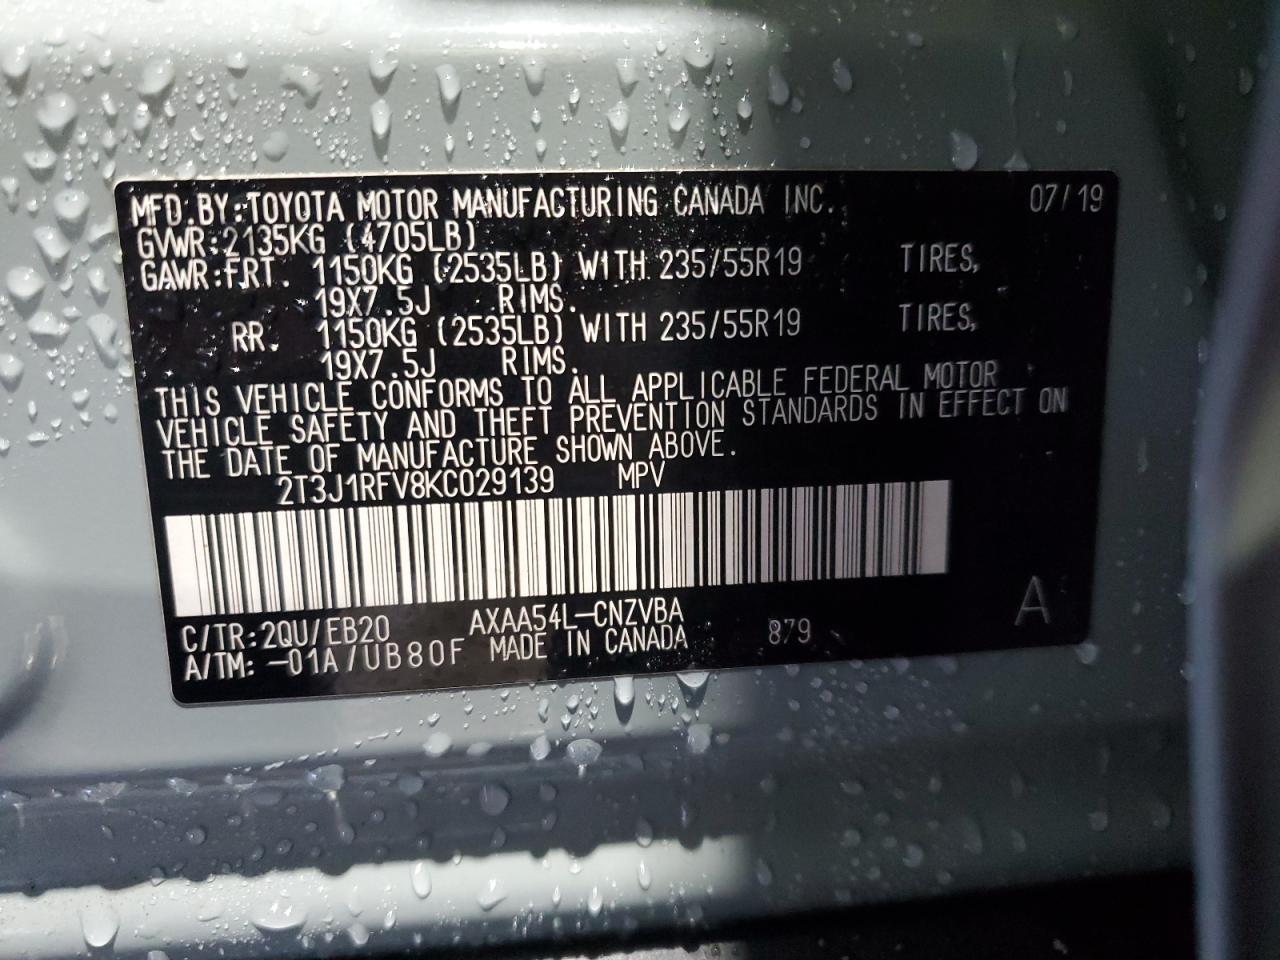 MFD.BY:TOYOTA MOTOR MANUFACTURING CANADA INC. 07/19
GVWR:2135KG (4705LB)
GAWR:FRT. 1150KG (2535LB) WITH 235/55R19 TIRES,
19X7.5J RIMS.
RR. 1150KG (2535LB) WITH 235/55R19 TIRES,
19X7.5J RIMS.
THIS VEHICLE CONFORMS TO ALL APPLICABLE FEDERAL MOTOR
VEHICLE SAFETY AND THEFT PREVENTION STANDARDS IN EFFECT ON
THE DATE OF MANUFACTURE SHOWN ABOVE.
2T3J1RFV8KC029139 MPV
C/TR:2QU/EB20 AXAA54L-CNZVBA 879 A
A/TM: -01A/UB80F MADE IN CANADA